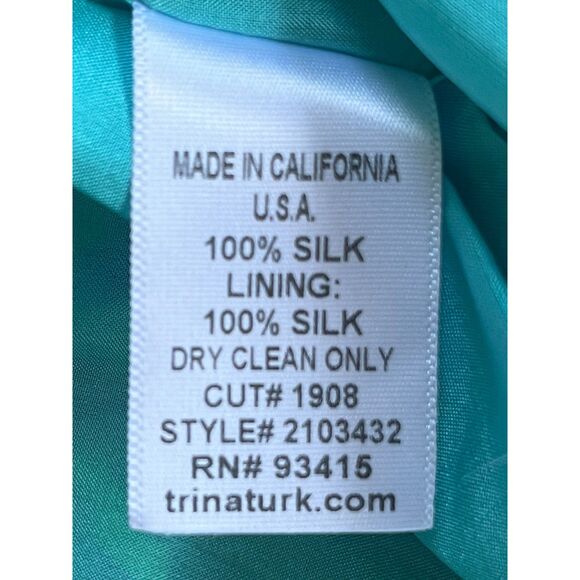 MADE IN CALIFORNIA
U.S.A.
100% SILK
LINING:
100% SILK
DRY CLEAN ONLY
CUT# 1908
STYLE# 2103432
RN# 93415
trinaturk.com